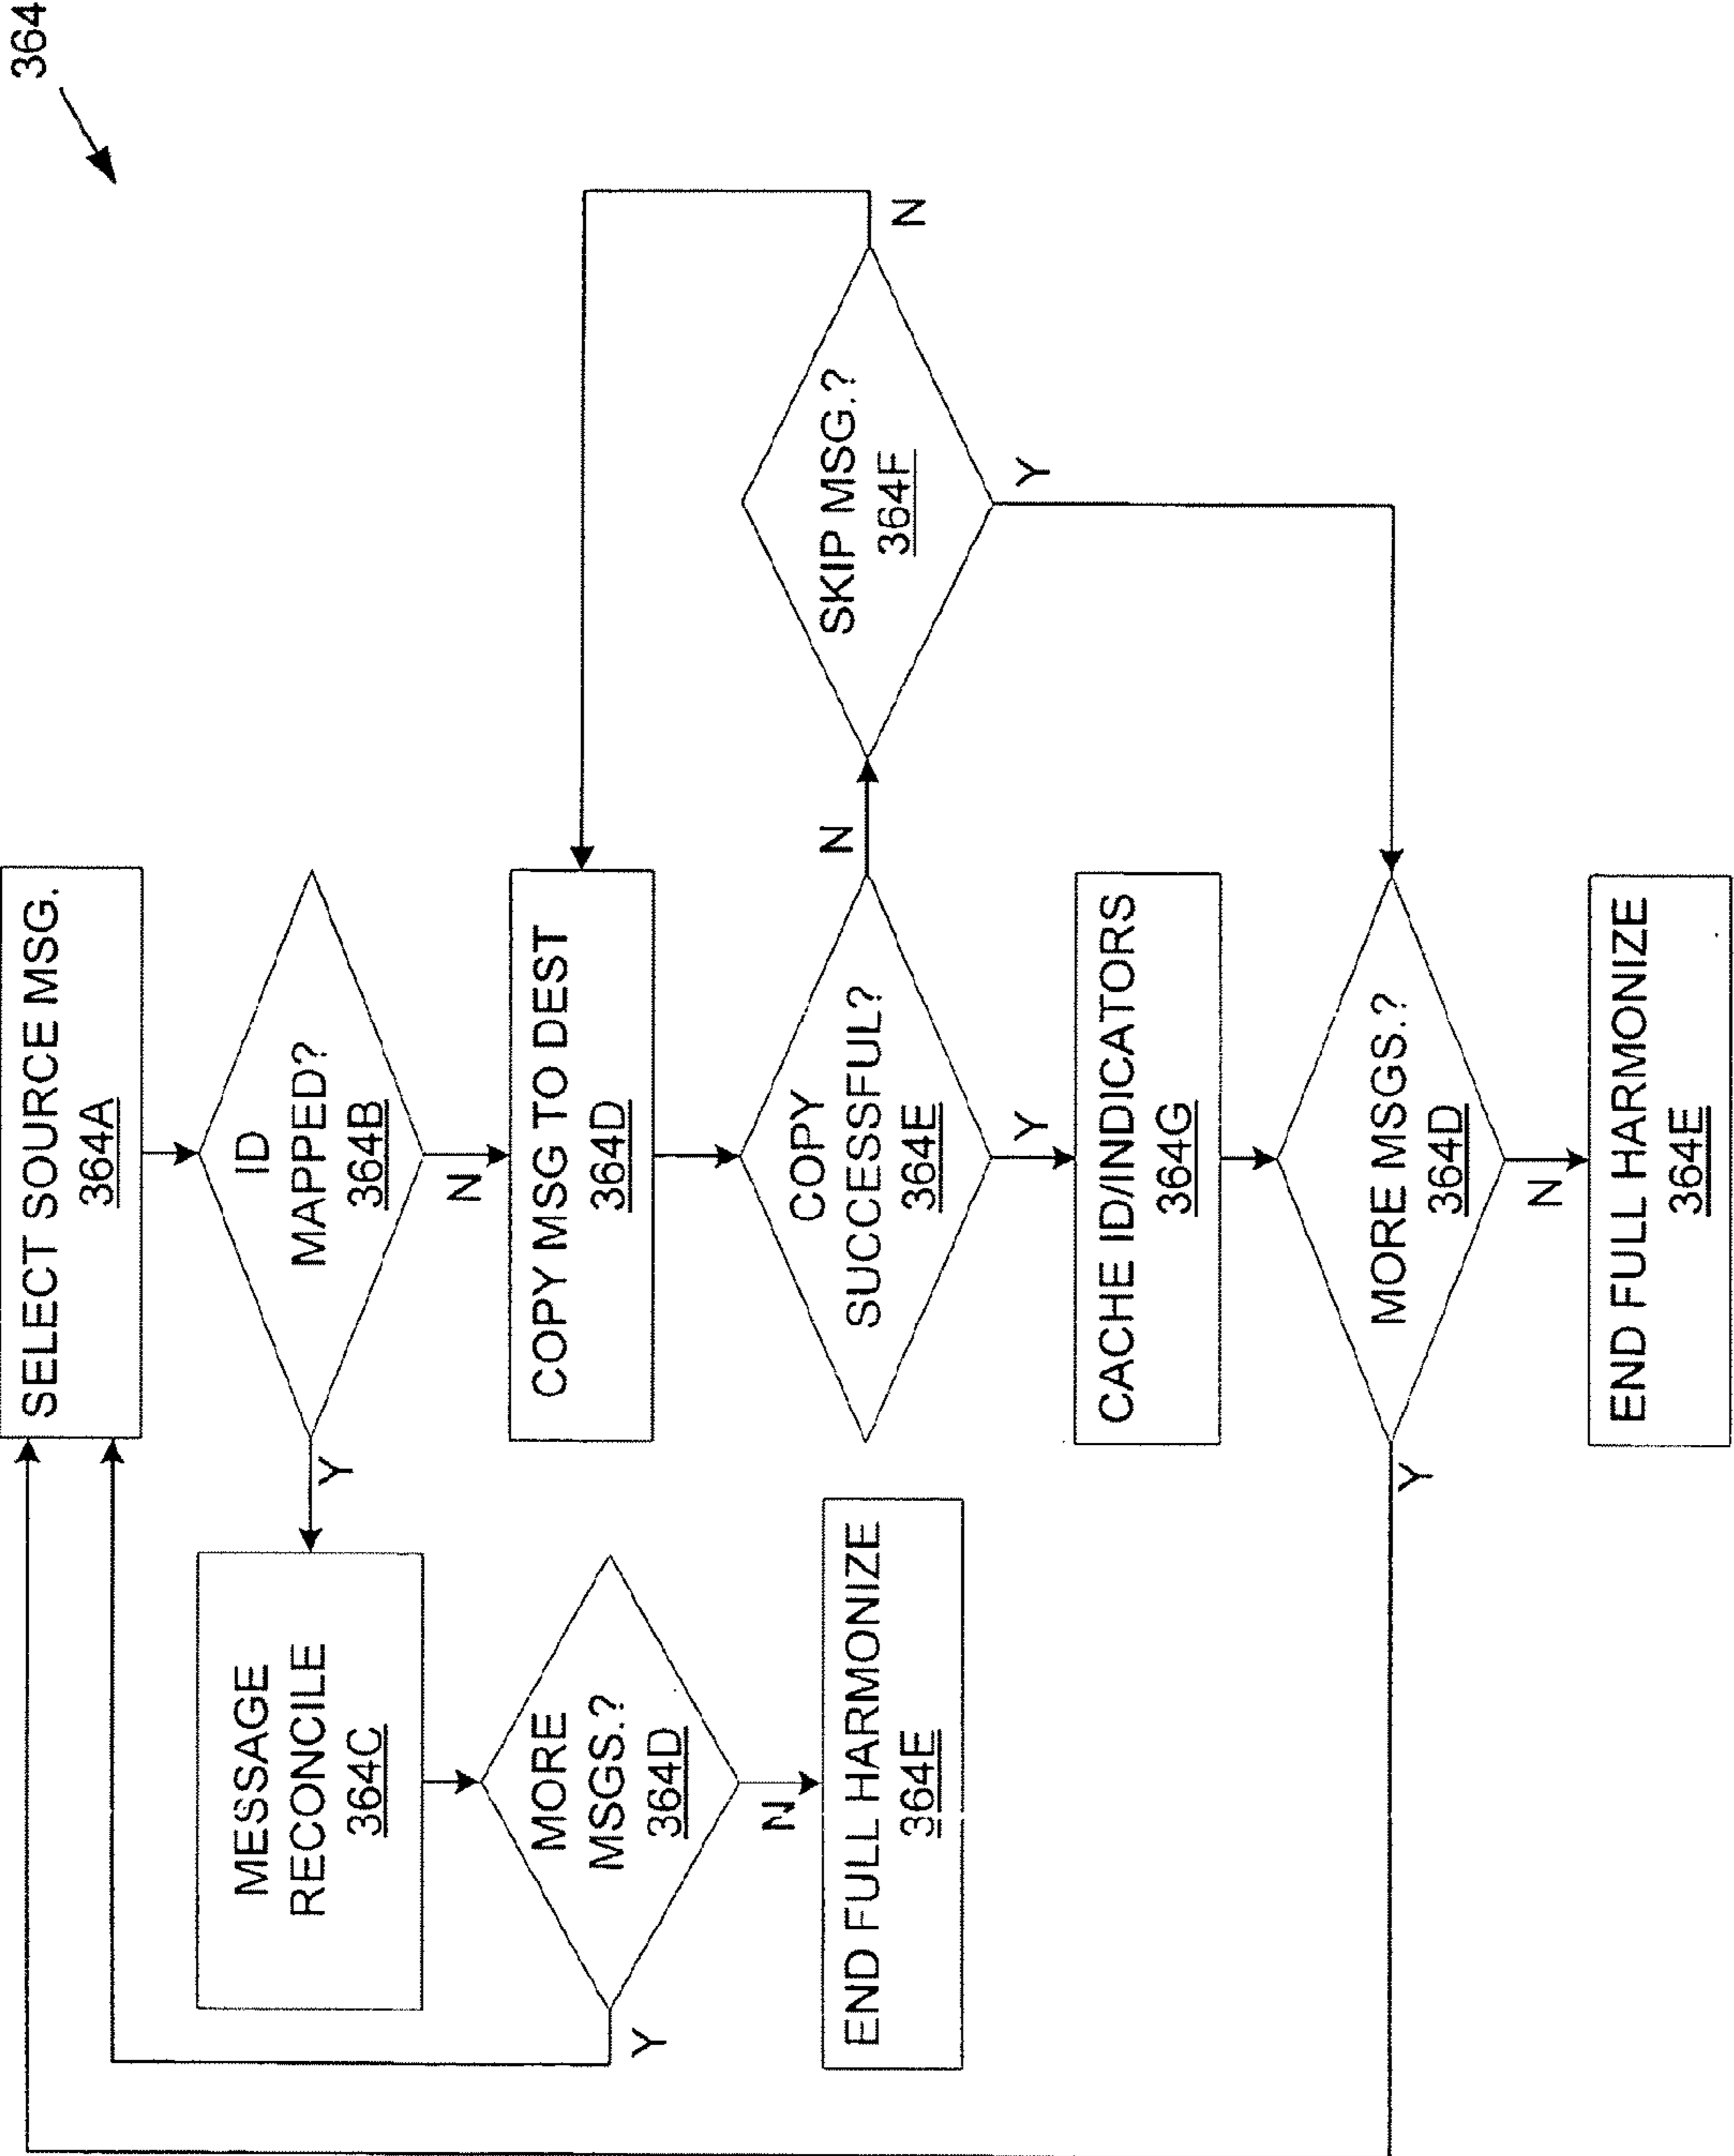 364
SELECT SOURCE MSG.
364A
ID
MAPPED?
364B
Y
N
MESSAGE
RECONCILE
364C
MORE
MSGS.?
364D
Y
N
END FULL HARMONIZE
364E
COPY MSG TO DEST
364D
COPY
SUCCESSFUL?
364E
N
Y
SKIP MSG.?
364F
N
Y
CACHE ID/INDICATORS
364G
MORE MSGS.?
364D
Y
N
END FULL HARMONIZE
364E